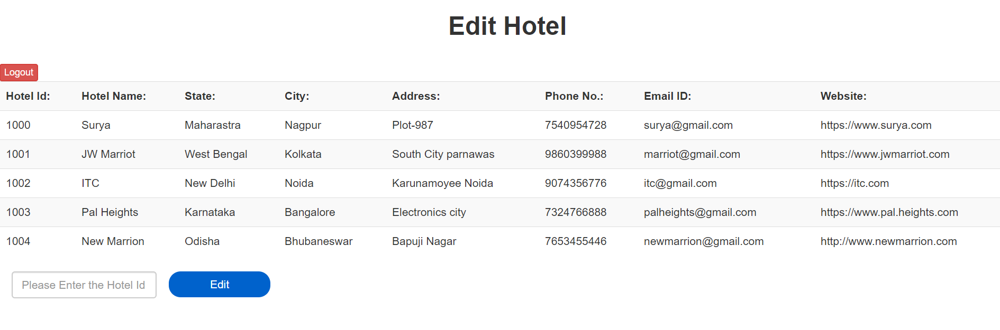 Edit Hotel
Logout
Hotel Id: Hotel Name: State: City: Address: Phone No.: Email ID: Website:
1000 Surya Maharastra Nagpur Plot-987 7540954728 surya@gmail.com https://www.surya.com
1001 JW Marriot West Bengal Kolkata South City parnawas 9860399988 marriot@gmail.com https://www.jwmarriot.com
1002 ITC New Delhi Noida Karunamoyee Noida 9074356776 itc@gmail.com https://itc.com
1003 Pal Heights Karnataka Bangalore Electronics city 7324766888 palheights@gmail.com https://www.pal.heights.com
1004 New Marrion Odisha Bhubaneswar Bapuji Nagar 7653455446 newmarrion@gmail.com http://www.newmarrion.com
Please Enter the Hotel Id Edit